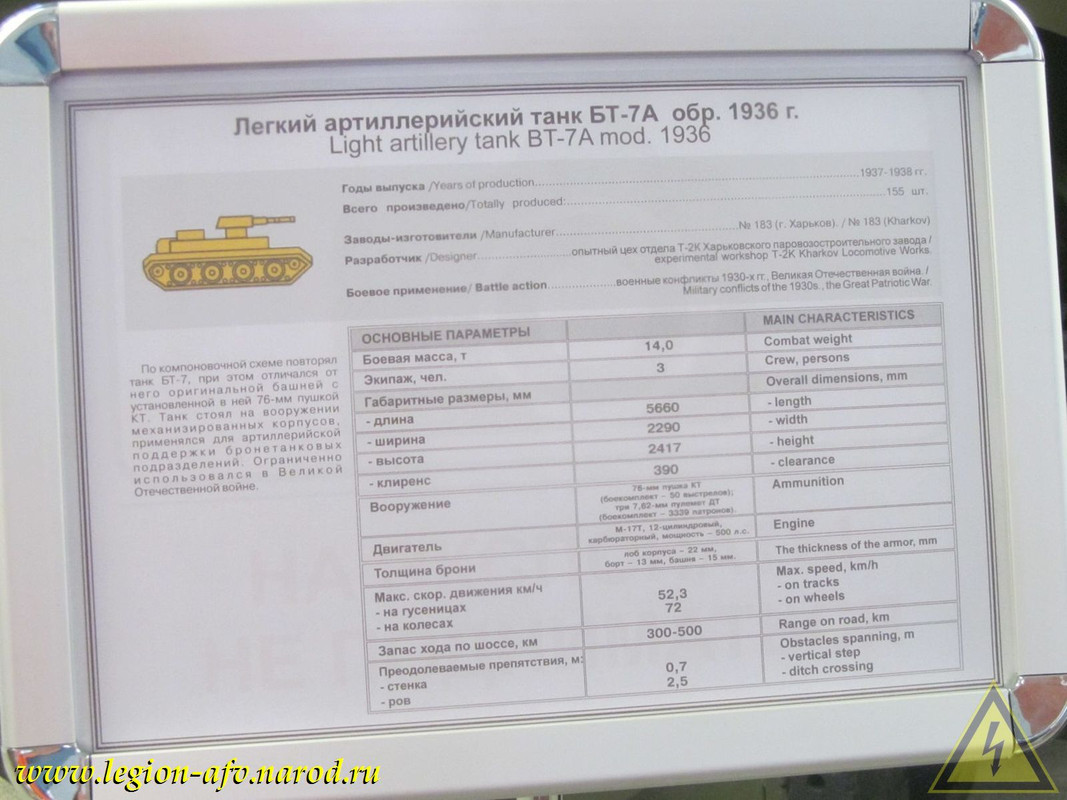 Легкий артиллерийский танк БТ-7А обр. 1936 г.
Light artillery tank BT-7A mod. 1936
Годы выпуска /Years of production......1937-1938 гг.
Всего произведено/Totally produced:......155 шт.
Заводы-изготовители /Manufacturer......№ 183 (г. Харьков). / № 183 (Kharkov)
Разработчик /Designer......опытный цех отдела Т-2К Харьковского паровозостроительного завода /
experimental workshop T-2K Kharkov Locomotive Works.
Боевое применение/ Battle action......военные конфликты 1930-х гг., Великая Отечественная война. /
Military conflicts of the 1930s., the Great Patriotic War.
По компоновочной схеме повторял
танк БТ-7, при этом отличался от
него оригинальной башней с
установленной в ней 76-мм пушкой
КТ. Танк стоял на вооружении
механизированных корпусов,
применялся для артиллерийской
поддержки бронетанковых
подразделений. Ограниченно
использовался в Великой
Отечественной войне.
ОСНОВНЫЕ ПАРАМЕТРЫ MAIN CHARACTERISTICS
Боевая масса, т 14,0 Combat weight
Экипаж, чел. 3 Crew, persons
Габаритные размеры, мм Overall dimensions, mm
- длина 5660 - length
- ширина 2290 - width
- высота 2417 - height
- клиренс 390 - clearance
Вооружение 76-мм пушка КТ Ammunition
(боекомплект – 50 выстрелов);
три 7,62-мм пулемет ДТ
(боекомплект – 3339 патронов).
Двигатель М-17Т, 12-цилиндровый, Engine
карбюраторный, мощность – 500 л.с.
Толщина брони лоб корпуса – 22 мм, The thickness of the armor, mm
борт – 13 мм, башня – 15 мм.
Макс. скор. движения км/ч Max. speed, km/h
- на гусеницах 52,3 - on tracks
- на колесах 72 - on wheels
Запас хода по шоссе, км 300-500 Range on road, km
Преодолеваемые препятствия, м: Obstacles spanning, m
- стенка 0,7 - vertical step
- ров 2,5 - ditch crossing
www.legion-afv.narod.ru